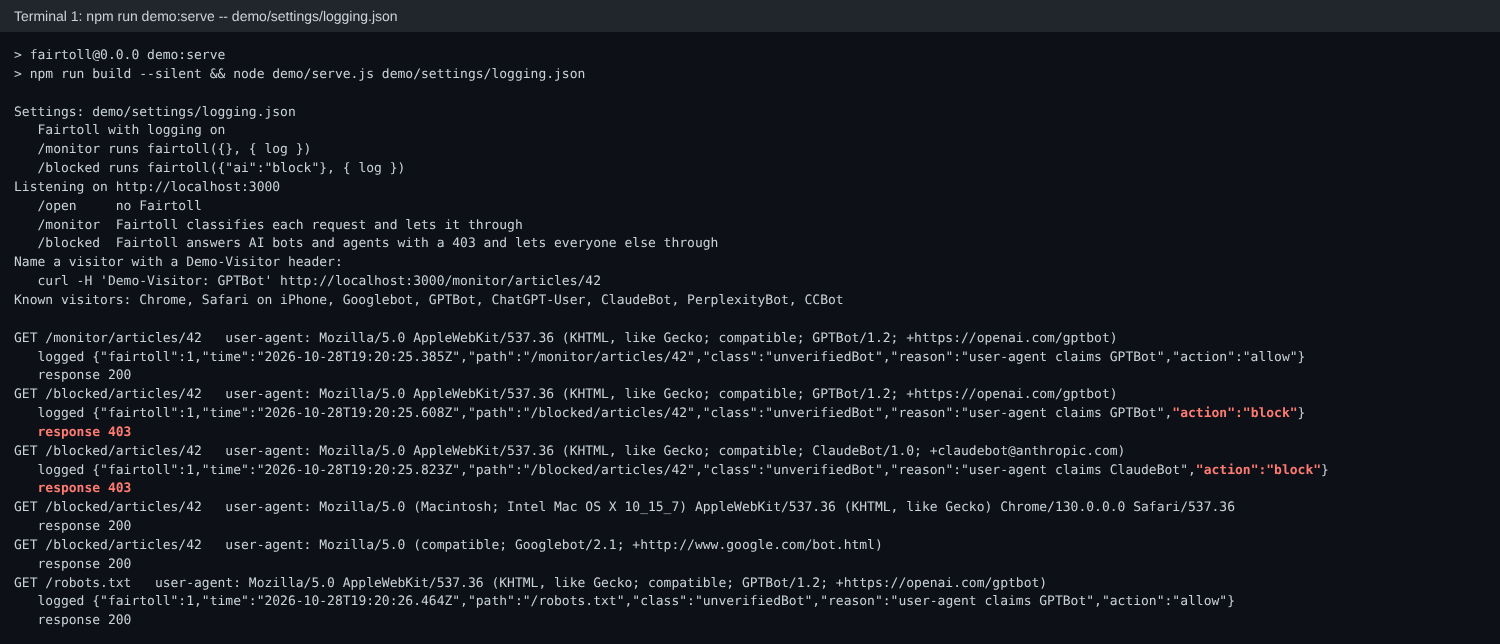 Terminal 1: npm run demo:serve -- demo/settings/logging.json
> fairtoll@0.0.0 demo:serve
> npm run build --silent && node demo/serve.js demo/settings/logging.json
Settings: demo/settings/logging.json
Fairtoll with logging on
/monitor runs fairtoll({}, { log })
/blocked runs fairtoll({"ai":"block"}, { log })
Listening on http://localhost:3000
/open     no Fairtoll
/monitor  Fairtoll classifies each request and lets it through
/blocked  Fairtoll answers AI bots and agents with a 403 and lets everyone else through
Name a visitor with a Demo-Visitor header:
curl -H 'Demo-Visitor: GPTBot' http://localhost:3000/monitor/articles/42
Known visitors: Chrome, Safari on iPhone, Googlebot, GPTBot, ChatGPT-User, ClaudeBot, PerplexityBot, CCBot
GET /monitor/articles/42   user-agent: Mozilla/5.0 AppleWebKit/537.36 (KHTML, like Gecko; compatible; GPTBot/1.2; +https://openai.com/gptbot)
logged {"fairtoll":1,"time":"2026-10-28T19:20:25.385Z","path":"/monitor/articles/42","class":"unverifiedBot","reason":"user-agent claims GPTBot","action":"allow"}
response 200
GET /blocked/articles/42   user-agent: Mozilla/5.0 AppleWebKit/537.36 (KHTML, like Gecko; compatible; GPTBot/1.2; +https://openai.com/gptbot)
logged {"fairtoll":1,"time":"2026-10-28T19:20:25.608Z","path":"/blocked/articles/42","class":"unverifiedBot","reason":"user-agent claims GPTBot","action":"block"}
response 403
GET /blocked/articles/42   user-agent: Mozilla/5.0 AppleWebKit/537.36 (KHTML, like Gecko; compatible; ClaudeBot/1.0; +claudebot@anthropic.com)
logged {"fairtoll":1,"time":"2026-10-28T19:20:25.823Z","path":"/blocked/articles/42","class":"unverifiedBot","reason":"user-agent claims ClaudeBot","action":"block"}
response 403
GET /blocked/articles/42   user-agent: Mozilla/5.0 (Macintosh; Intel Mac OS X 10_15_7) AppleWebKit/537.36 (KHTML, like Gecko) Chrome/130.0.0.0 Safari/537.36
response 200
GET /blocked/articles/42   user-agent: Mozilla/5.0 (compatible; Googlebot/2.1; +http://www.google.com/bot.html)
response 200
GET /robots.txt   user-agent: Mozilla/5.0 AppleWebKit/537.36 (KHTML, like Gecko; compatible; GPTBot/1.2; +https://openai.com/gptbot)
logged {"fairtoll":1,"time":"2026-10-28T19:20:26.464Z","path":"/robots.txt","class":"unverifiedBot","reason":"user-agent claims GPTBot","action":"allow"}
response 200